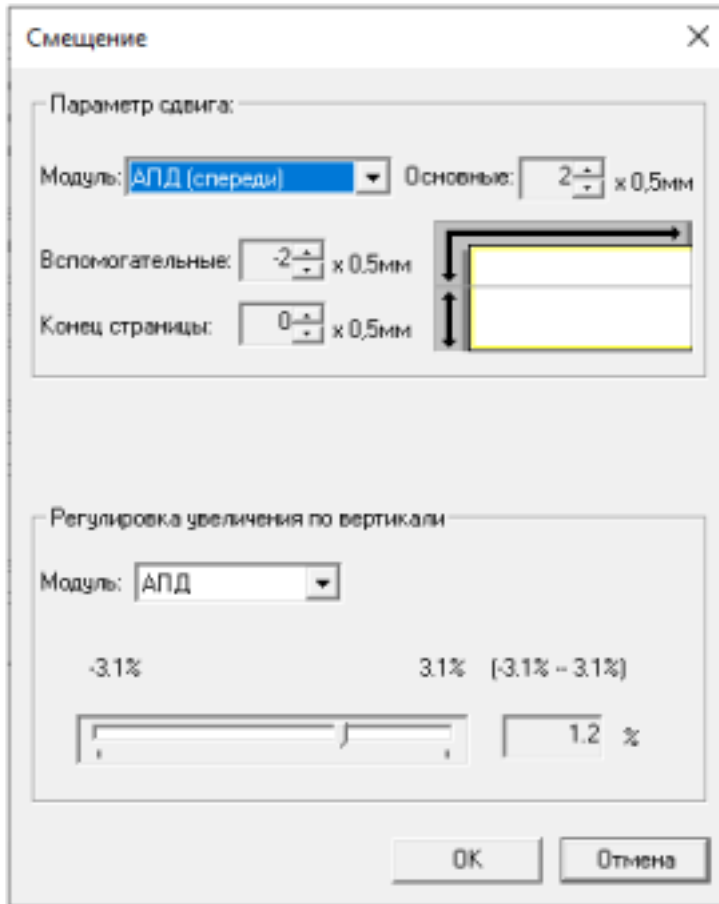 Смещение
Параметр сдвига:
Модуль: АПД (спереди) Основные: 2 x 0,5мм
Вспомогательные: -2 x 0.5мм
Конец страницы: 0 x 0,5мм
Регулировка увеличения по вертикали
Модуль: АПД
-3.1% 3.1% (-3.1% -- 3.1%)
1.2 %
OK Отмена